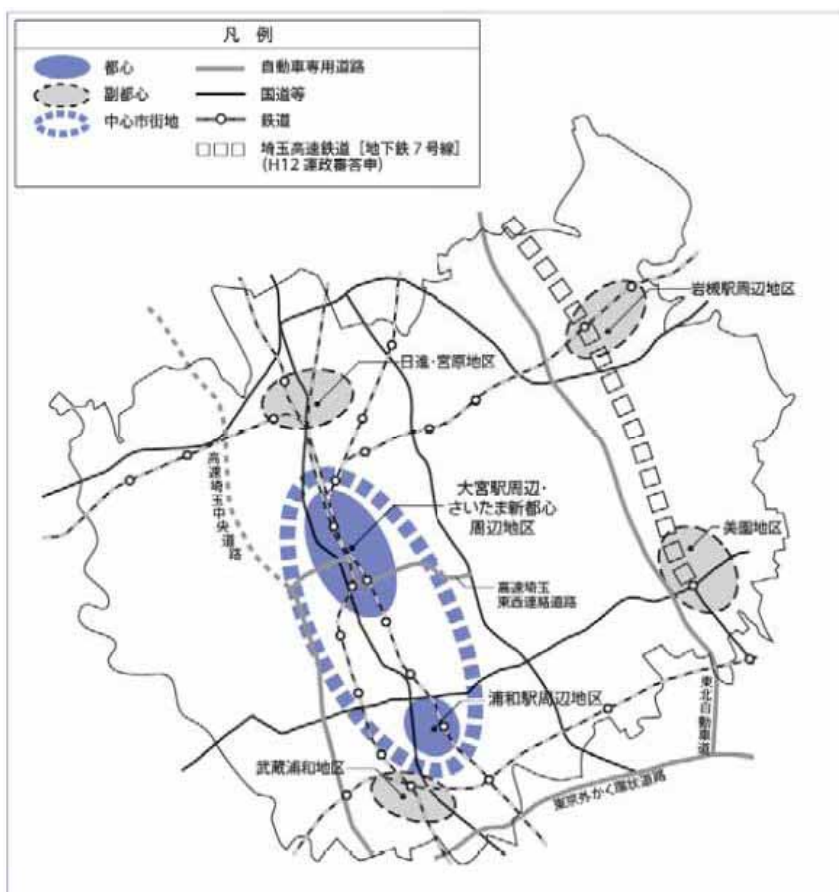 凡 例
都心
副都心
中心市街地
自動車専用道路
国道等
鉄道
埼玉高速鉄道［地下鉄７号線］
（H12 運政審答申）
岩槻駅周辺地区
日進・宮原地区
高速埼玉中央道路
大宮駅周辺・
さいたま新都心
周辺地区
美園地区
高速埼玉
東西連絡道路
浦和駅周辺地区
東北自動車道
武蔵浦和地区
東京外かく環状道路